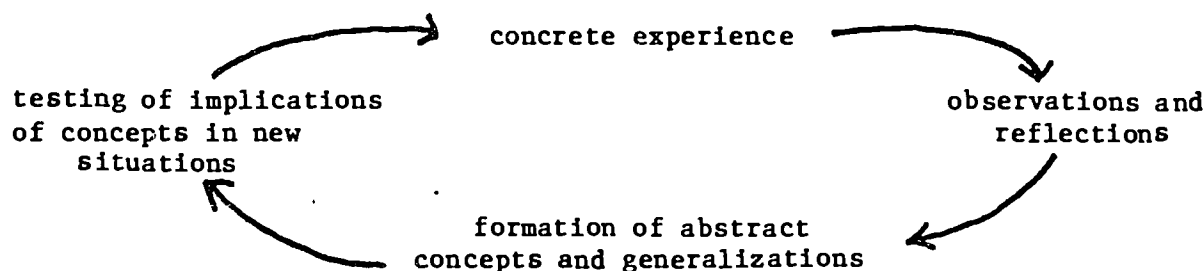 concrete experience
testing of implications
of concepts in new
situations
observations and
reflections
formation of abstract
concepts and generalizations